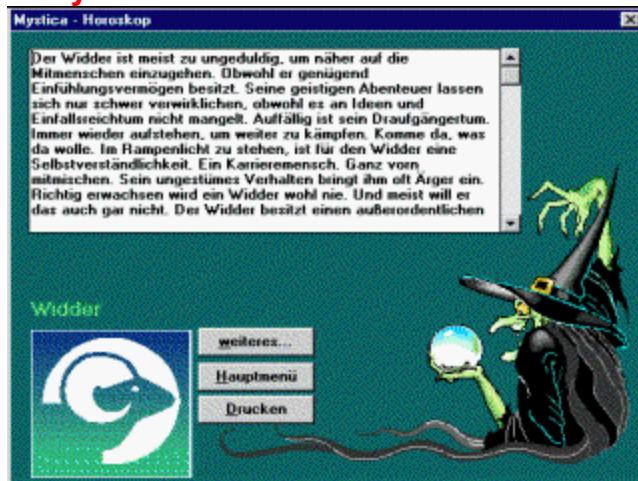 Mystica - Horoskop
Der Widder ist meist zu ungeduldig, um näher auf die
Mitmenschen einzugehen. Obwohl er genügend
Einfühlungsvermögen besitzt. Seine geistigen Abenteuer lassen
sich nur schwer verwirklichen, obwohl es an Ideen und
Einfallsreichtum nicht mangelt. Auffällig ist sein Draufgängertum.
Immer wieder aufstehen, um weiter zu kämpfen. Komme da, was
da wolle. Im Rampenlicht zu stehen, ist für den Widder eine
Selbstverständlichkeit. Ein Karrieremensch. Ganz vorn
mitmischen. Sein ungestümes Verhalten bringt ihm oft Ärger ein.
Richtig erwachsen wird ein Widder wohl nie. Und meist will er
das auch gar nicht. Der Widder besitzt einen außerordentlichen
Widder
weiteres...
Hauptmenü
Drucken